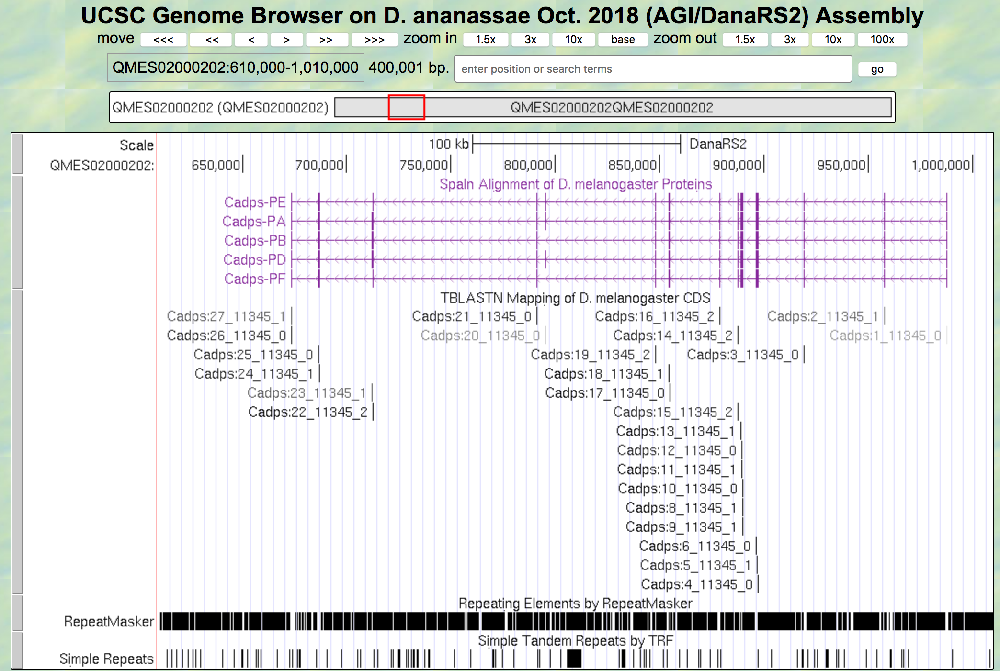 UCSC Genome Browser on D. ananassae Oct. 2018 (AGI/DanaRS2) Assembly
move <<< << < > >> >>> zoom in 1.5x 3x 10x base zoom out 1.5x 3x 10x 100x
QMES02000202:610,000-1,010,000 400,001 bp. enter position or search terms go
QMES02000202 (QMES02000202) QMES02000202QMES02000202
Scale 100 kb DanaRS2
QMES02000202: 650,000 700,000 750,000 800,000 850,000 900,000 950,000 1,000,000
Spaln Alignment of D. melanogaster Proteins
Cadps-PE
Cadps-PA
Cadps-PB
Cadps-PD
Cadps-PF
TBLASTN Mapping of D. melanogaster CDS
Cadps:27_11345_1 Cadps:21_11345_0 Cadps:16_11345_2 Cadps:2_11345_1
Cadps:26_11345_0 Cadps:20_11345_0 Cadps:14_11345_2 Cadps:1_11345_0
Cadps:25_11345_0 Cadps:19_11345_2 Cadps:3_11345_0
Cadps:24_11345_1 Cadps:18_11345_1
Cadps:23_11345_1 Cadps:17_11345_0
Cadps:22_11345_2 Cadps:15_11345_2
Cadps:13_11345_1
Cadps:12_11345_0
Cadps:11_11345_1
Cadps:10_11345_0
Cadps:8_11345_1
Cadps:9_11345_1
Cadps:6_11345_0
Cadps:5_11345_1
Cadps:4_11345_0
Repeating Elements by RepeatMasker
RepeatMasker
Simple Tandem Repeats by TRF
Simple Repeats